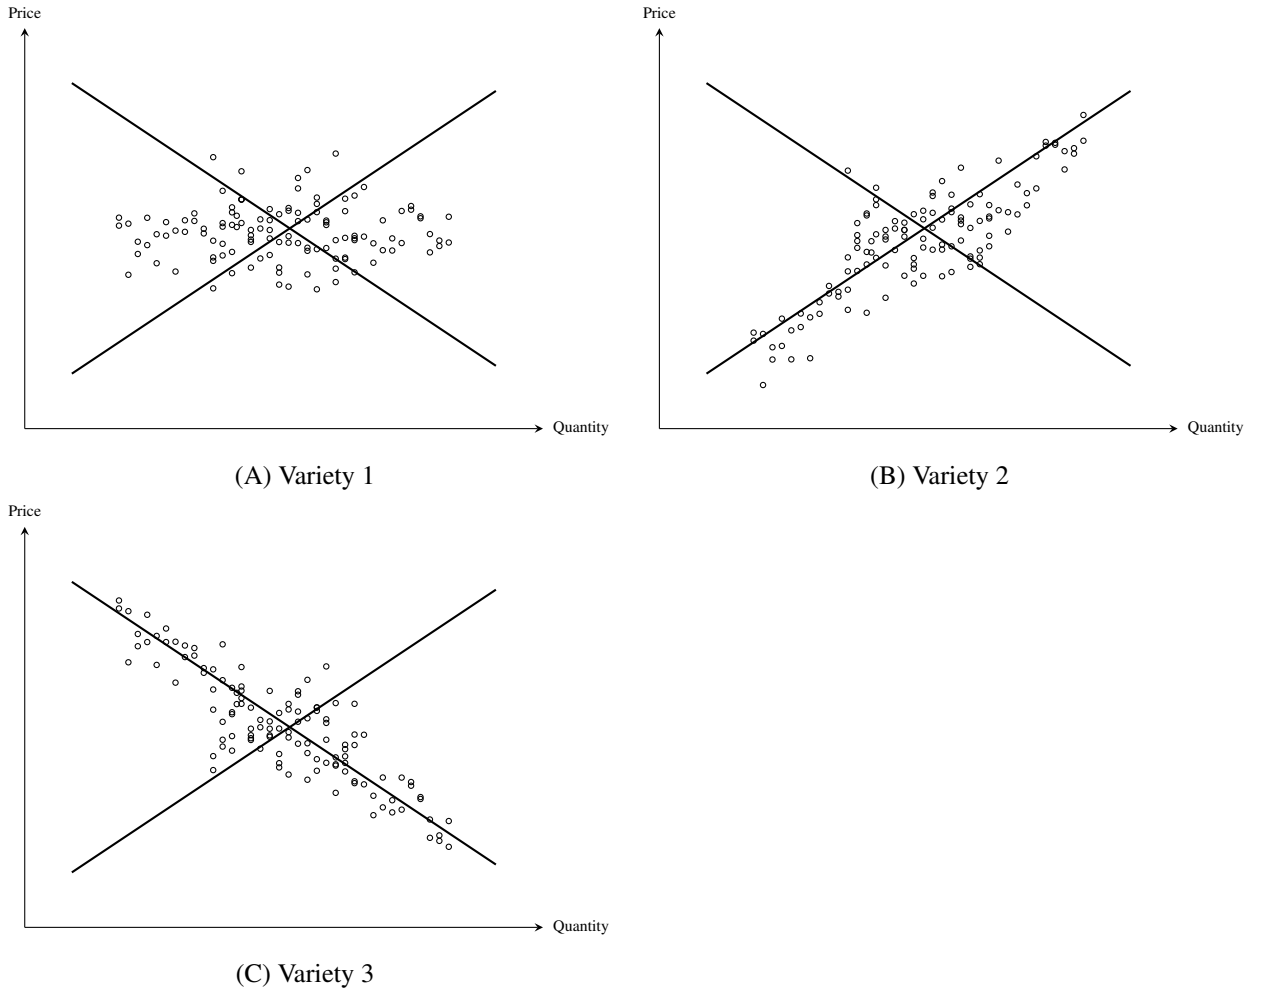 Price
Price
Quantity
Quantity
(A) Variety 1
(B) Variety 2
Price
Quantity
(C) Variety 3